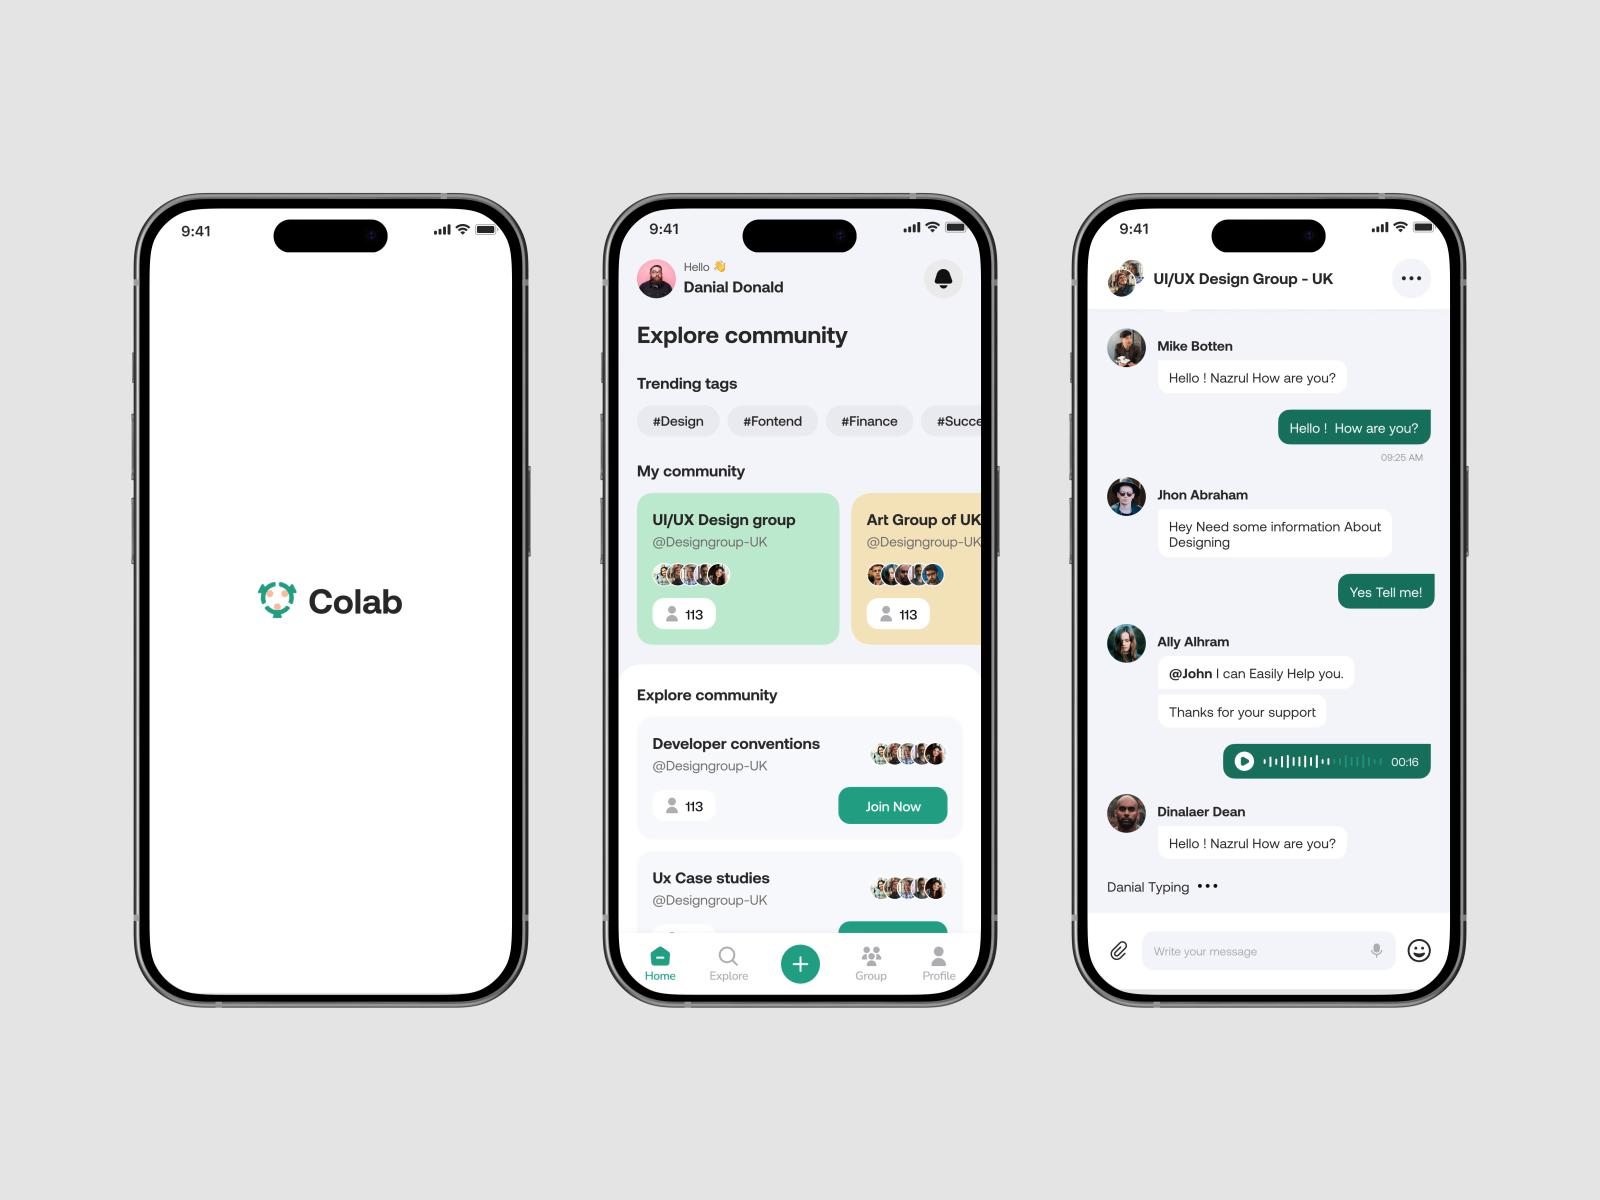 9:41
Colab
9:41
Hello 👋
Danial Donald
Explore community
Trending tags
#Design
#Fontend
#Finance
#Succe
My community
UI/UX Design group
@Designgroup-UK
113
Art Group of UK
@Designgroup-UK
113
Explore community
Developer conventions
@Designgroup-UK
113
Join Now
Ux Case studies
@Designgroup-UK
Home
Explore
Group
Profile
9:41
UI/UX Design Group - UK
Mike Botten
Hello ! Nazrul How are you?
Hello !  How are you?
09:25 AM
Jhon Abraham
Hey Need some information About
Designing
Yes Tell me!
Ally Alhram
@John I can Easily Help you.
Thanks for your support
00:16
Dinalaer Dean
Hello ! Nazrul How are you?
Danial Typing
Write your message